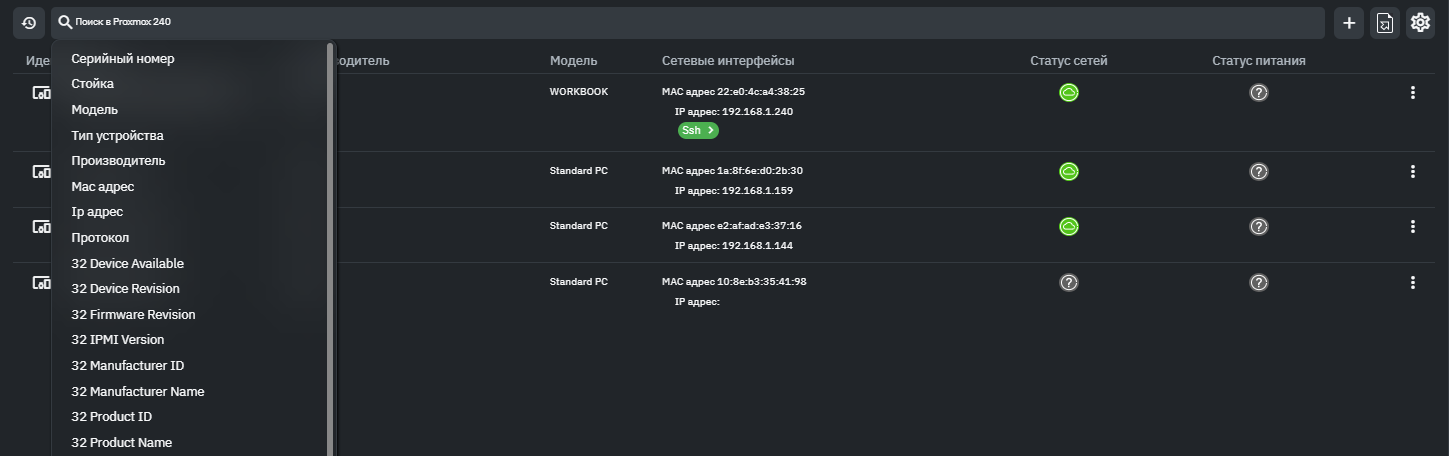 Поиск в Proxmox 240
Серийный номер
Стойка
Модель
Тип устройства
Производитель
Мас адрес
Ip адрес
Протокол
32 Device Available
32 Device Revision
32 Firmware Revision
32 IPMI Version
32 Manufacturer ID
32 Manufacturer Name
32 Product ID
32 Product Name
Модель Сетевые интерфейсы Статус сетей Статус питания
WORKBOOK MAC адрес 22:e0:4c:a4:38:25
IP адрес: 192.168.1.240
Ssh
Standard PC MAC адрес 1a:8f:6e:d0:2b:30
IP адрес: 192.168.1.159
Standard PC MAC адрес e2:af:ad:e3:37:16
IP адрес: 192.168.1.144
Standard PC MAC адрес 10:8e:b3:35:41:98
IP адрес: